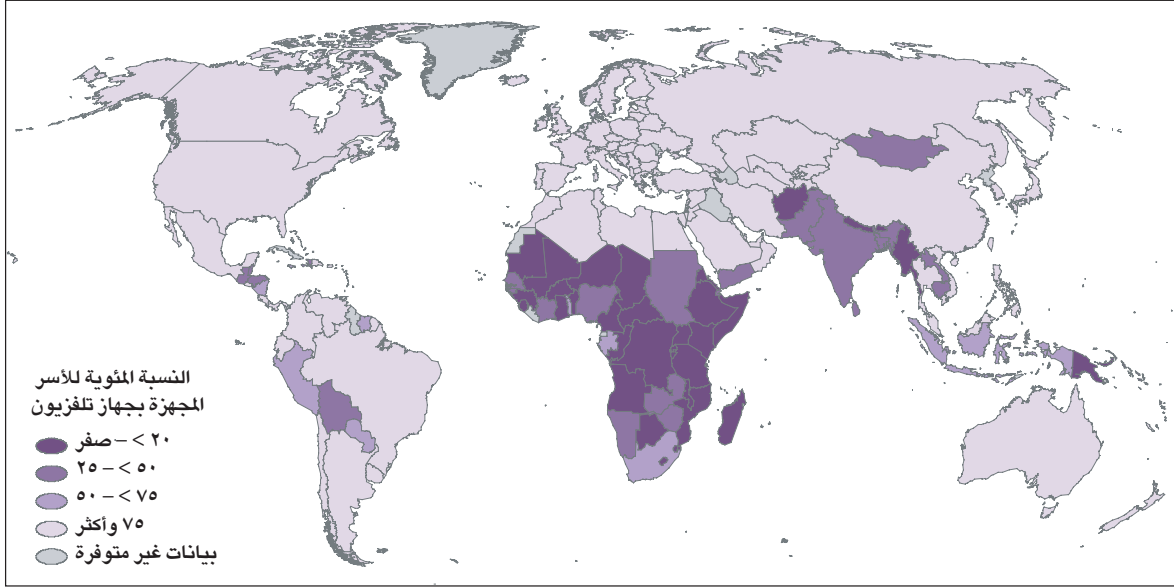 النسبة المئوية للأسر
المجهزة بجهاز تلفزيون
صفر – < ٢٠
٢٥ – < ٥٠
٥٠ – < ٧٥
٧٥ وأكثر
بيانات غير متوفرة